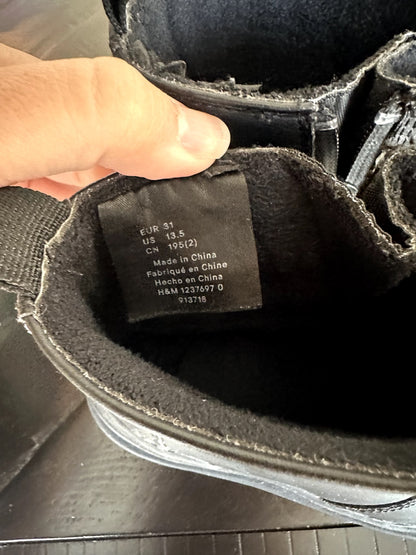 EUR 31
US 13.5
CN 195(2)
Made in China
Fabriqué en Chine
Hecho en China
H&M 1237697 0
913718